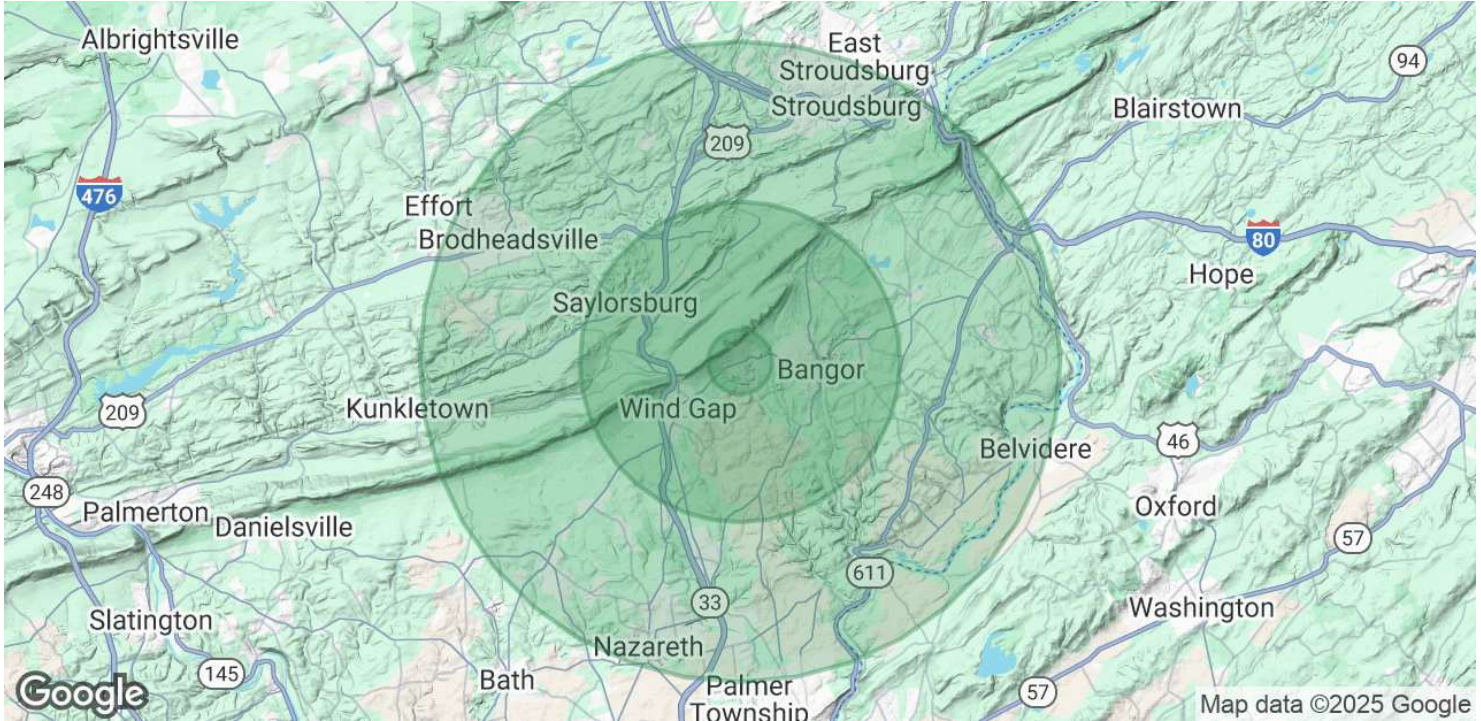 Albrightsville
East
Stroudsburg
Stroudsburg
94
Blairstown
209
476
Effort
Brodheadsville
80
Hope
Saylorsburg
Bangor
209
Kunkletown
Wind Gap
Belvidere
46
248
Palmerton
Danielsville
Oxford
57
611
33
Slatington
Washington
Nazareth
145
Bath
Palmer
Township
57
Google
Map data ©2025 Google